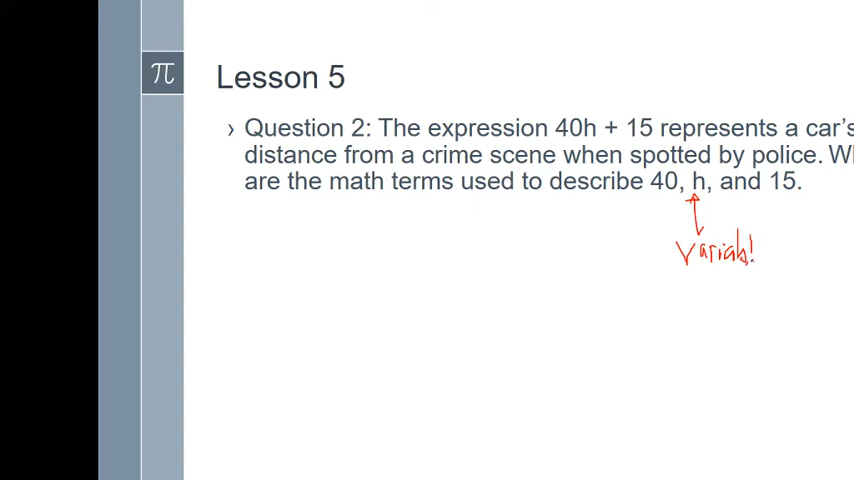 π
Lesson 5
› Question 2: The expression 40h + 15 represents a car's
distance from a crime scene when spotted by police. Wh
are the math terms used to describe 40, h, and 15.